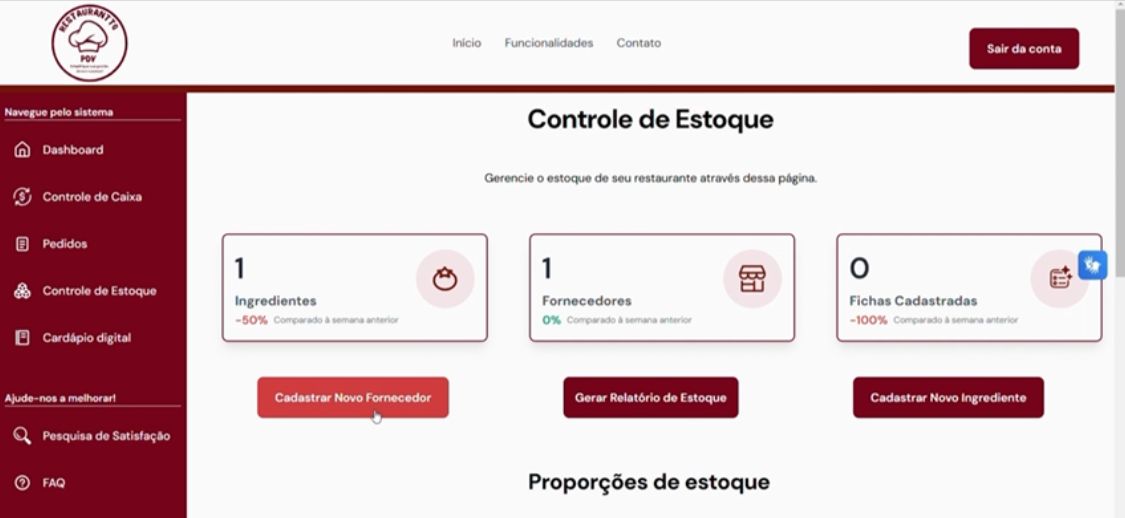 RESTAURANTTO
PDV
Início
Funcionalidades
Contato
Sair da conta
Navegue pelo sistema
Dashboard
Controle de Caixa
Pedidos
Controle de Estoque
Cardápio digital
Ajude-nos a melhorar!
Pesquisa de Satisfação
FAQ
Controle de Estoque
Gerencie o estoque de seu restaurante através dessa página.
1
Ingredientes
-50% Comparado à semana anterior
1
Fornecedores
0% Comparado à semana anterior
0
Fichas Cadastradas
-100% Comparado à semana anterior
Cadastrar Novo Fornecedor
Gerar Relatório de Estoque
Cadastrar Novo Ingrediente
Proporções de estoque